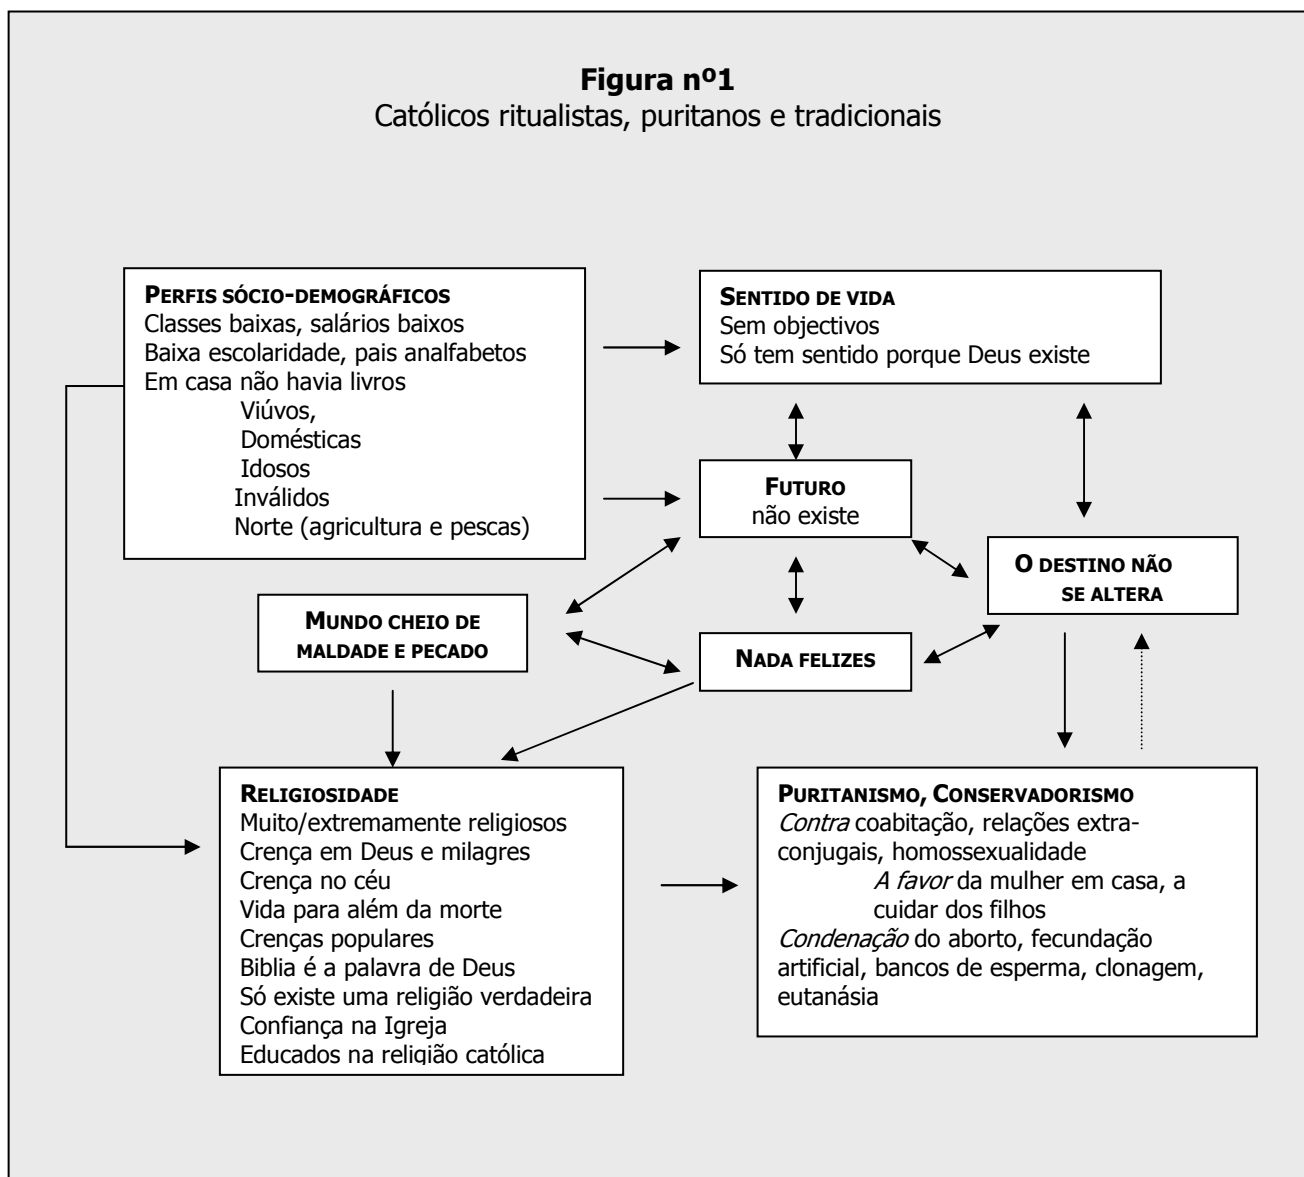 Figura nº1
Católicos ritualistas, puritanos e tradicionais
PERFIS SÓCIO-DEMOGRÁFICOS
Classes baixas, salários baixos
Baixa escolaridade, pais analfabetos
Em casa não havia livros
Viúvos,
Domésticas
Idosos
Inválidos
Norte (agricultura e pescas)
SENTIDO DE VIDA
Sem objectivos
Só tem sentido porque Deus existe
FUTURO
não existe
O DESTINO NÃO
SE ALTERA
MUNDO CHEIO DE
MALDADE E PECADO
NADA FELIZES
RELIGIOSIDADE
Muito/extremamente religiosos
Crença em Deus e milagres
Crença no céu
Vida para além da morte
Crenças populares
Biblia é a palavra de Deus
Só existe uma religião verdadeira
Confiança na Igreja
Educados na religião católica
PURITANISMO, CONSERVADORISMO
Contra coabitação, relações extra-
conjugais, homossexualidade
A favor da mulher em casa, a
cuidar dos filhos
Condenação do aborto, fecundação
artificial, bancos de esperma, clonagem,
eutanásia